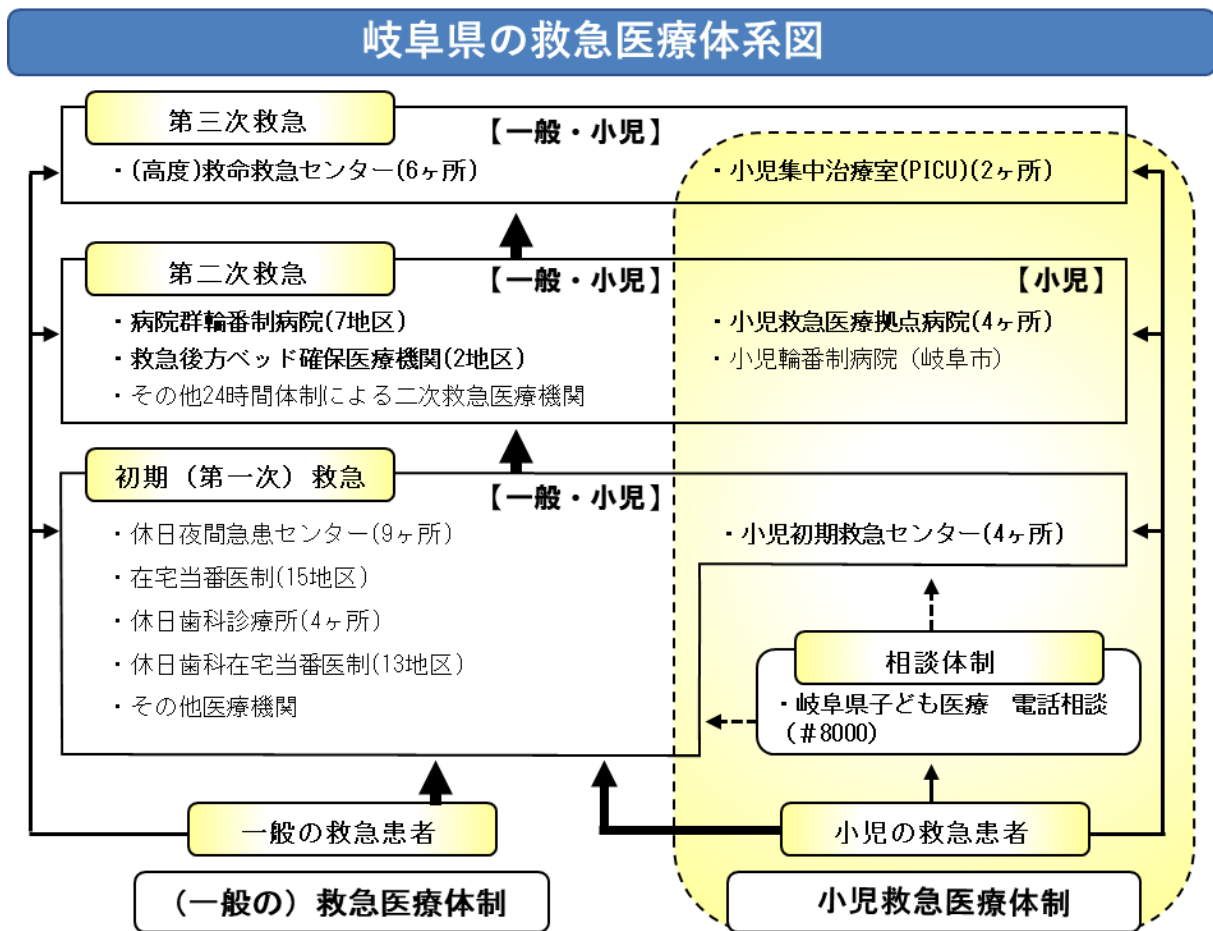 岐阜県の救急医療体系図
第三次救急
【一般・小児】
・(高度)救命救急センター(6ヶ所)
・小児集中治療室(PICU)(2ヶ所)
第二次救急
【一般・小児】
【小児】
・病院群輪番制病院(7地区)
・小児救急医療拠点病院(4ヶ所)
・救急後方ベッド確保医療機関(2地区)
・小児輪番制病院（岐阜市）
・その他24時間体制による二次救急医療機関
初期（第一次）救急
【一般・小児】
・休日夜間急患センター(9ヶ所)
・小児初期救急センター(4ヶ所)
・在宅当番医制(15地区)
・休日歯科診療所(4ヶ所)
・休日歯科在宅当番医制(13地区)
・その他医療機関
相談体制
・岐阜県子ども医療　電話相談
(＃8000)
一般の救急患者
小児の救急患者
（一般の）救急医療体制
小児救急医療体制